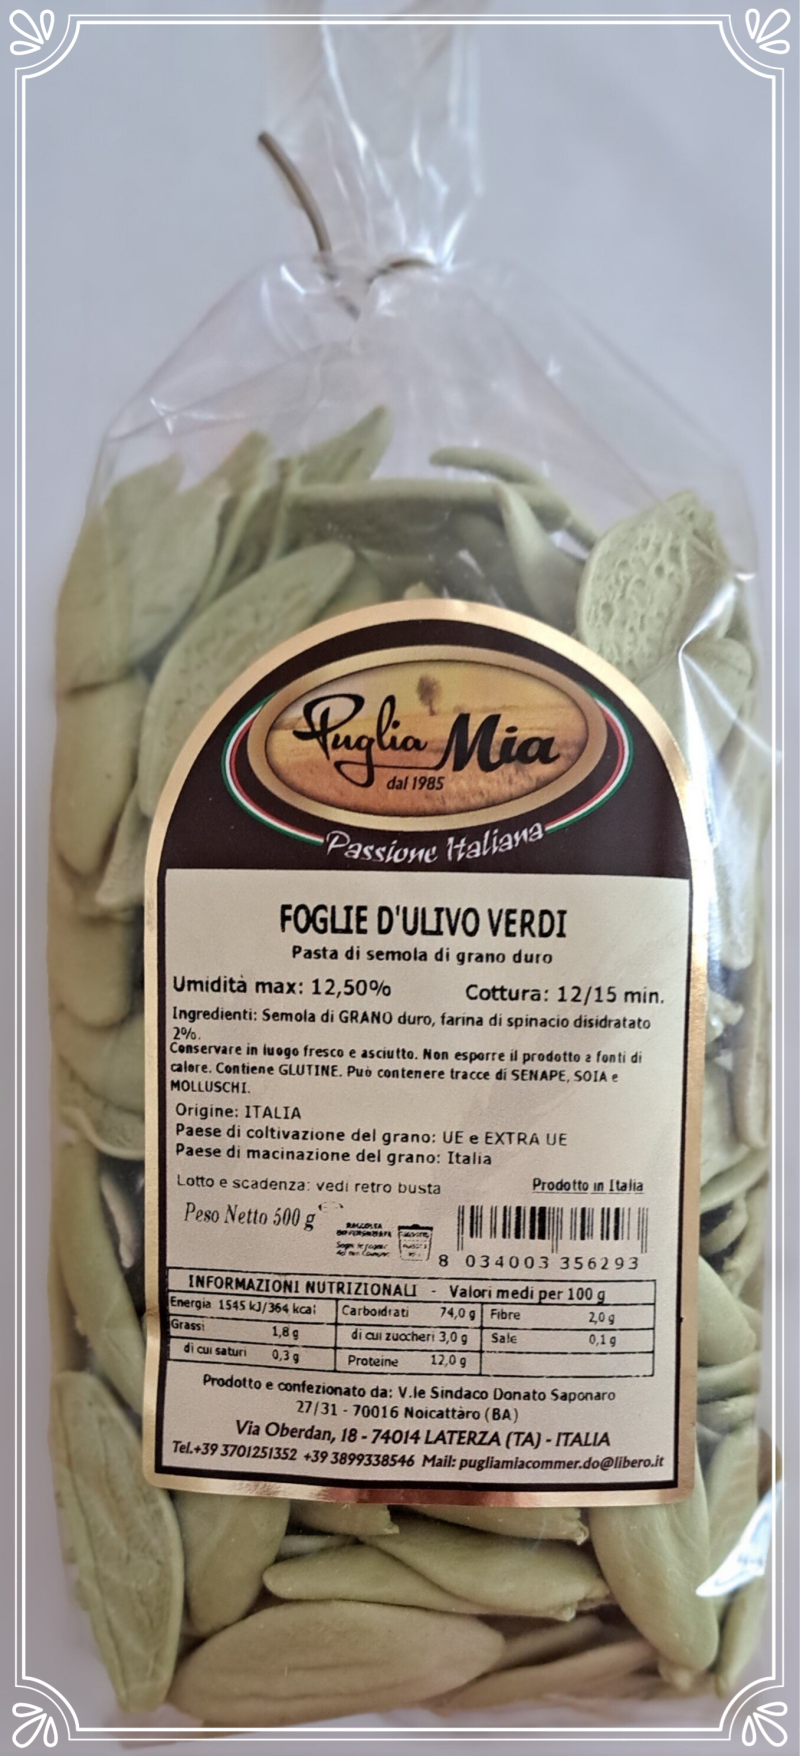 Puglia Mia
dal 1985
Passione Italiana
FOGLIE D'ULIVO VERDI
Pasta di semola di grano duro
Umidità max: 12,50% Cottura: 12/15 min.
Ingredienti: Semola di GRANO duro, farina di spinacio disidratato
2%.
Conservare in luogo fresco e asciutto. Non esporre il prodotto a fonti di
calore. Contiene GLUTINE. Può contenere tracce di SENAPE, SOIA e
MOLLUSCHI.
Origine: ITALIA
Paese di coltivazione del grano: UE e EXTRA UE
Paese di macinazione del grano: Italia
Lotto e scadenza: vedi retro busta Prodotto in Italia
Peso Netto 500 g
RACCOLTA
8 034003 356293
INFORMAZIONI NUTRIZIONALI - Valori medi per 100 g
Energia 1545 kJ/364 kcal Carboidrati 74,0 g Fibre 2,0 g
Grassi 1,8 g di cui zuccheri 3,0 g Sale 0,1 g
di cui saturi 0,3 g Proteine 12,0 g
Prodotto e confezionato da: V.le Sindaco Donato Saponaro
27/31 - 70016 Noicattàro (BA)
Via Oberdan, 18 - 74014 LATERZA (TA) - ITALIA
Tel.+39 3701251352 +39 3899338546 Mail: pugliamiacommer.do@libero.it